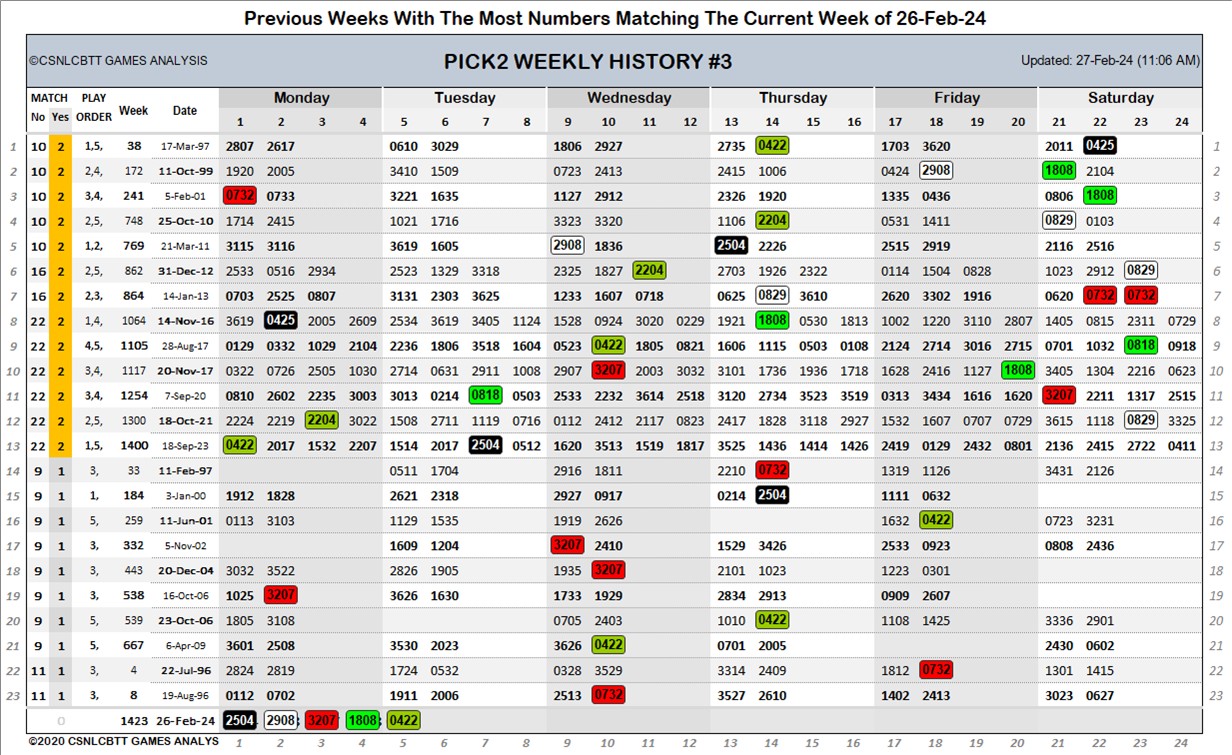 Previous Weeks With The Most Numbers Matching The Current Week of 26-Feb-24
©CSNLCBTT GAMES ANALYSIS PICK2 WEEKLY HISTORY #3 Updated: 27-Feb-24 (11:06 AM)
MATCH PLAY Week Date Monday Tuesday Wednesday Thursday Friday Saturday
No Yes ORDER 1 2 3 4 5 6 7 8 9 10 11 12 13 14 15 16 17 18 19 20 21 22 23 24
1 10 2 1,5, 38 17-Mar-97 2807 2617 0610 3029 1806 2927 2735 0422 1703 3620 2011 0425 1
2 10 2 2,4, 172 11-Oct-99 1920 2005 3410 1509 0723 2413 2415 1006 0424 2908 1808 2104 2
3 10 2 3,4, 241 5-Feb-01 0732 0733 3221 1635 1127 2912 2326 1920 1335 0436 0806 1808 3
4 10 2 2,5, 748 25-Oct-10 1714 2415 1021 1716 3323 3320 1106 2204 0531 1411 0829 0103 4
5 10 2 1,2, 769 21-Mar-11 3115 3116 3619 1605 2908 1836 2504 2226 2515 2919 2116 2516 5
6 16 2 2,5, 862 31-Dec-12 2533 0516 2934 2523 1329 3318 2325 1827 2204 2703 1926 2322 0114 1504 0828 1023 2912 0829 6
7 16 2 2,3, 864 14-Jan-13 0703 2525 0807 3131 2303 3625 1233 1607 0718 0625 0829 3610 2620 3302 1916 0620 0732 0732 7
8 22 2 1,4, 1064 14-Nov-16 3619 0425 2005 2609 2534 3619 3405 1124 1528 0924 3020 0229 1921 1808 0530 1813 1002 1220 3110 2807 1405 0815 2311 0729 8
9 22 2 4,5, 1105 28-Aug-17 0129 0332 1029 2104 2236 1806 3518 1604 0523 0422 1805 0821 1606 1115 0503 0108 2124 2714 3016 2715 0701 1032 0818 0918 9
10 22 2 3,4, 1117 20-Nov-17 0322 0726 2505 1030 2714 0631 2911 1008 2907 3207 2003 3032 3101 1736 1936 1718 1628 2416 1127 1808 3405 1304 2216 0623 10
11 22 2 3,4, 1254 7-Sep-20 0810 2602 2235 3003 3013 0214 0818 0503 2533 2232 3614 2518 3120 2734 3523 3519 0313 3434 1616 1620 3207 2211 1317 2515 11
12 22 2 2,5, 1300 18-Oct-21 2224 2219 2204 3022 1508 2711 1119 0716 0112 2412 2117 0823 2417 1828 3118 2927 1532 1607 0707 0729 3615 1118 0829 3325 12
13 22 2 1,5, 1400 18-Sep-23 0422 2017 1532 2207 1514 2017 2504 0512 1620 3513 1519 1817 3525 1436 1414 1426 2419 0129 2432 0801 2136 2415 2722 0411 13
14 9 1 3, 33 11-Feb-97 0511 1704 2916 1811 2210 0732 1319 1126 3431 2126 14
15 9 1 1, 184 3-Jan-00 1912 1828 2621 2318 2927 0917 0214 2504 1111 0632 15
16 9 1 5, 259 11-Jun-01 0113 3103 1129 1535 1919 2626 1632 0422 0723 3231 16
17 9 1 3, 332 5-Nov-02 1609 1204 3207 2410 1529 3426 2533 0923 0808 2436 17
18 9 1 3, 443 20-Dec-04 3032 3522 2826 1905 1935 3207 2101 1023 1223 0301 18
19 9 1 3, 538 16-Oct-06 1025 3207 3626 1630 1733 1929 2834 2913 0909 2607 19
20 9 1 5, 539 23-Oct-06 1805 3108 0705 2403 1010 0422 1108 1425 3336 2901 20
21 9 1 5, 667 6-Apr-09 3601 2508 3530 2023 3626 0422 0701 2005 2430 0602 21
22 11 1 3, 4 22-Jul-96 2824 2819 1724 0532 0328 3529 3314 2409 1812 0732 1301 1415 22
23 11 1 3, 8 19-Aug-96 0112 0702 1911 2006 2513 0732 3527 2610 1402 2413 3023 0627 23
0 1423 26-Feb-24 2504 2908 3207 1808 0422
©2020 CSNLCBTT GAMES ANALYS 1 2 3 4 5 6 7 8 9 10 11 12 13 14 15 16 17 18 19 20 21 22 23 24